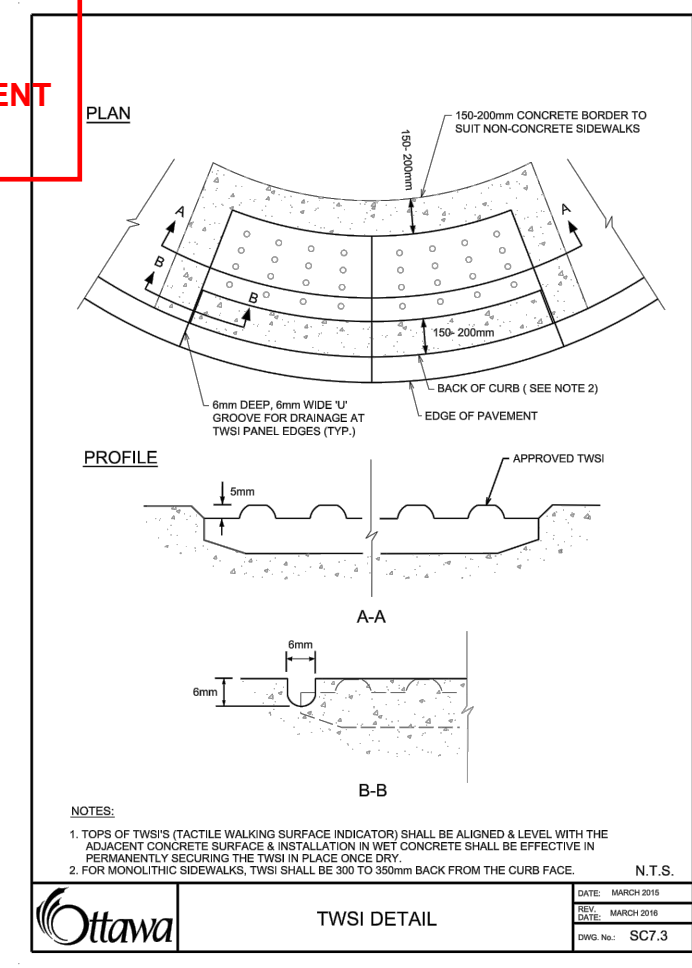 ENT
PLAN
150-200mm CONCRETE BORDER TO
SUIT NON-CONCRETE SIDEWALKS
150- 200mm
A
A
B
B
150- 200mm
BACK OF CURB ( SEE NOTE 2)
6mm DEEP, 6mm WIDE 'U'
GROOVE FOR DRAINAGE AT
TWSI PANEL EDGES (TYP.)
EDGE OF PAVEMENT
PROFILE
APPROVED TWSI
5mm
A-A
6mm
6mm
B-B
NOTES:
1. TOPS OF TWSI'S (TACTILE WALKING SURFACE INDICATOR) SHALL BE ALIGNED & LEVEL WITH THE
ADJACENT CONCRETE SURFACE & INSTALLATION IN WET CONCRETE SHALL BE EFFECTIVE IN
PERMANENTLY SECURING THE TWSI IN PLACE ONCE DRY.
2. FOR MONOLITHIC SIDEWALKS, TWSI SHALL BE 300 TO 350mm BACK FROM THE CURB FACE.
N.T.S.
Ottawa
TWSI DETAIL
DATE: MARCH 2015
REV. DATE: MARCH 2016
DWG. No.: SC7.3